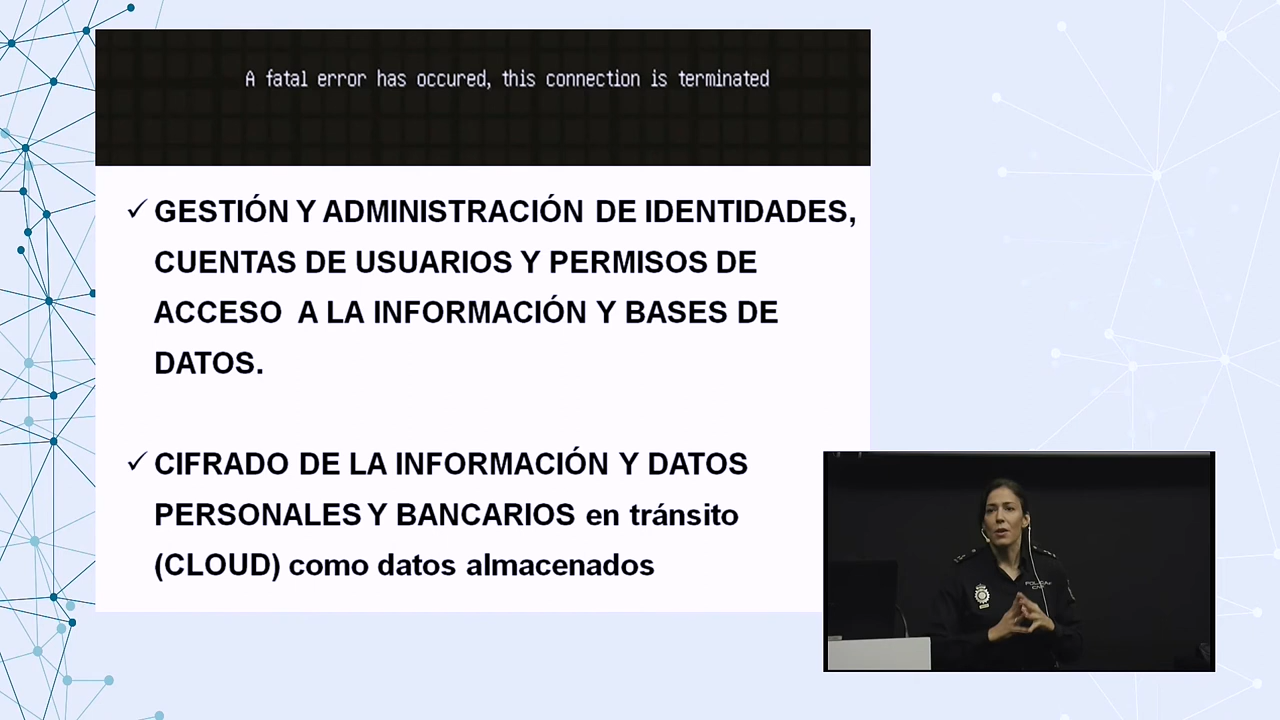 A fatal error has occured, this connection is terminated
✓ GESTIÓN Y ADMINISTRACIÓN DE IDENTIDADES,
CUENTAS DE USUARIOS Y PERMISOS DE
ACCESO A LA INFORMACIÓN Y BASES DE
DATOS.
✓ CIFRADO DE LA INFORMACIÓN Y DATOS
PERSONALES Y BANCARIOS en tránsito
(CLOUD) como datos almacenados